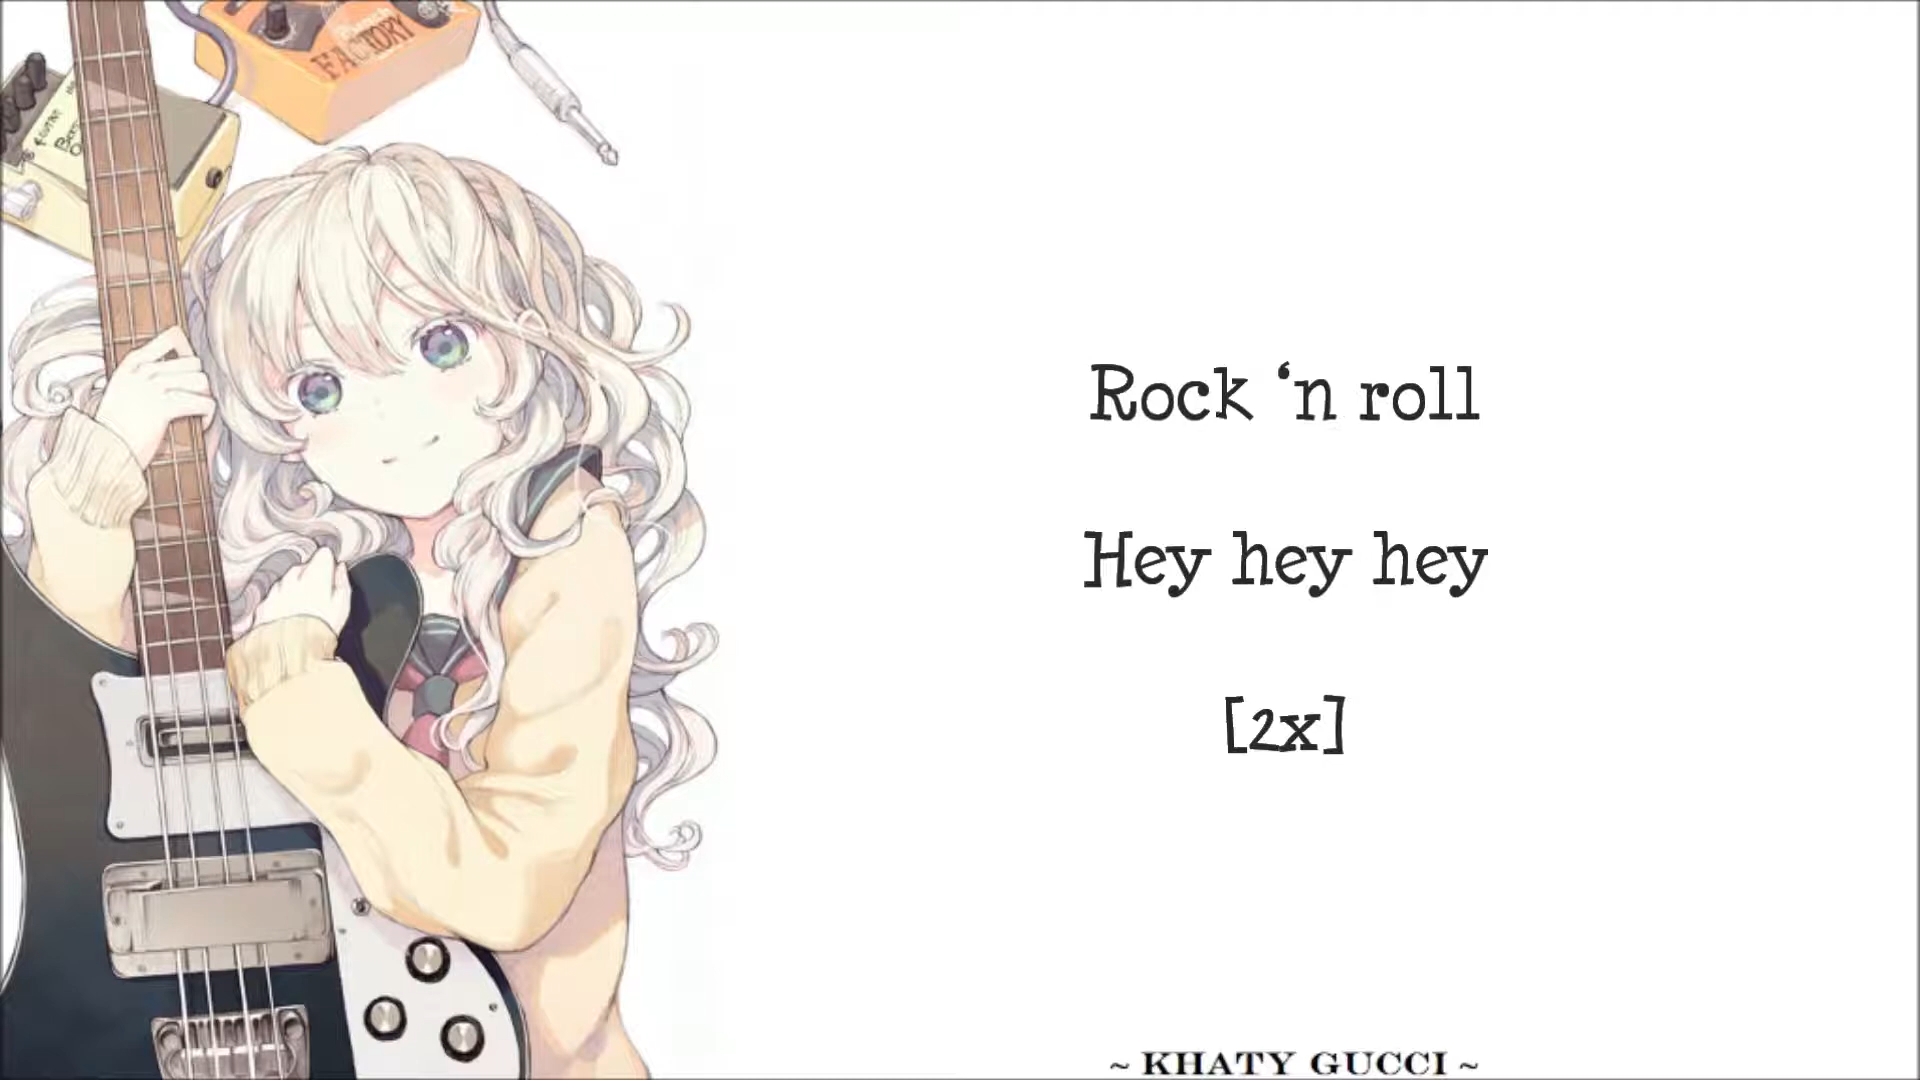 FACTORY
Rock ‘n roll
Hey hey hey
[2x]
~ KHATY GUCCI ~